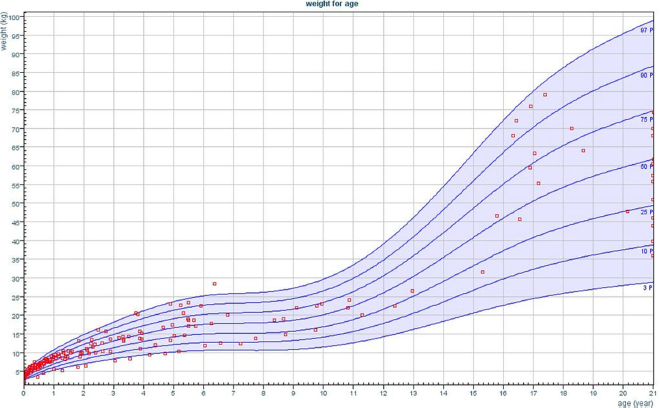 weight for age
weight (kg)
100
95
90
85
80
75
70
65
60
55
50
45
40
35
30
25
20
15
10
5
97 P
90 P
75 P
50 P
25 P
10 P
3 P
0 1 2 3 4 5 6 7 8 9 10 11 12 13 14 15 16 17 18 19 20 21
age (year)